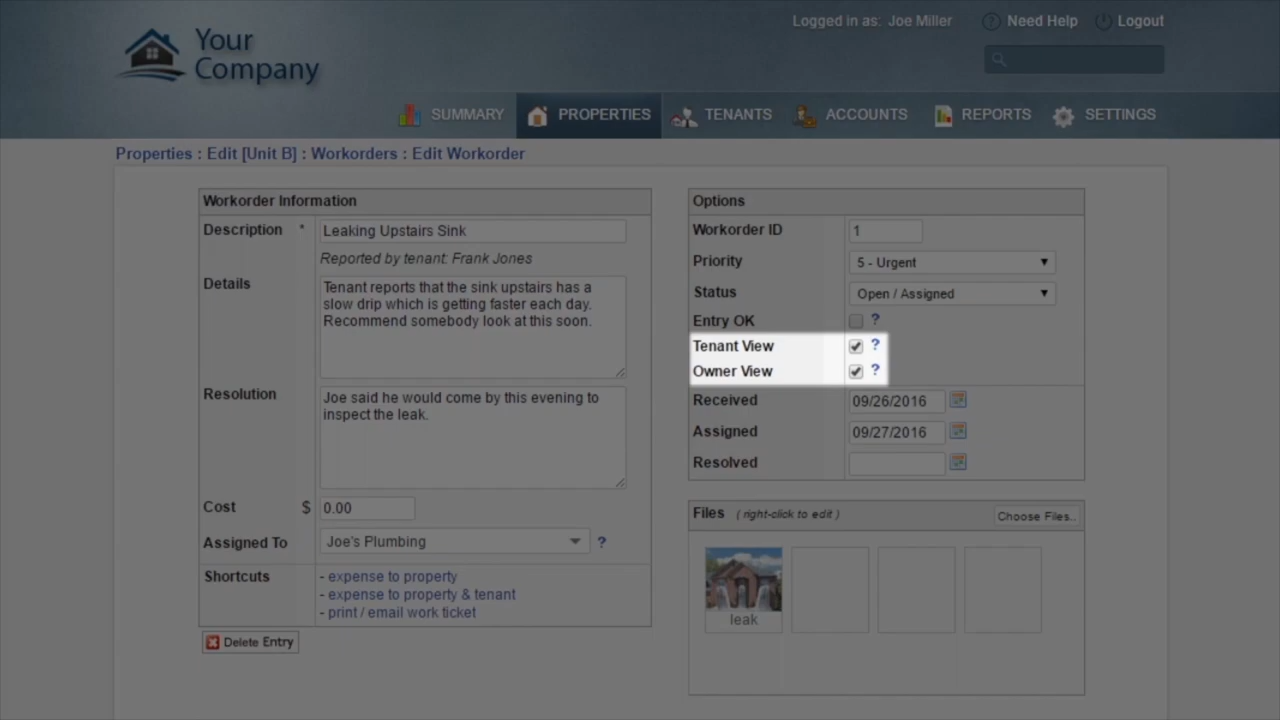 Logged in as: Joe Miller
? Need Help
Logout
Your
Company
SUMMARY
PROPERTIES
TENANTS
ACCOUNTS
REPORTS
SETTINGS
Properties : Edit [Unit B] : Workorders : Edit Workorder
Workorder Information
Description * Leaking Upstairs Sink
Reported by tenant: Frank Jones
Details
Tenant reports that the sink upstairs has a
slow drip which is getting faster each day.
Recommend somebody look at this soon.
Resolution
Joe said he would come by this evening to
inspect the leak.
Cost $ 0.00
Assigned To Joe's Plumbing ?
Shortcuts
- expense to property
- expense to property & tenant
- print / email work ticket
Delete Entry
Options
Workorder ID 1
Priority 5 - Urgent
Status Open / Assigned
Entry OK ?
Tenant View ?
Owner View ?
Received 09/26/2016
Assigned 09/27/2016
Resolved
Files ( right-click to edit ) Choose Files..
leak